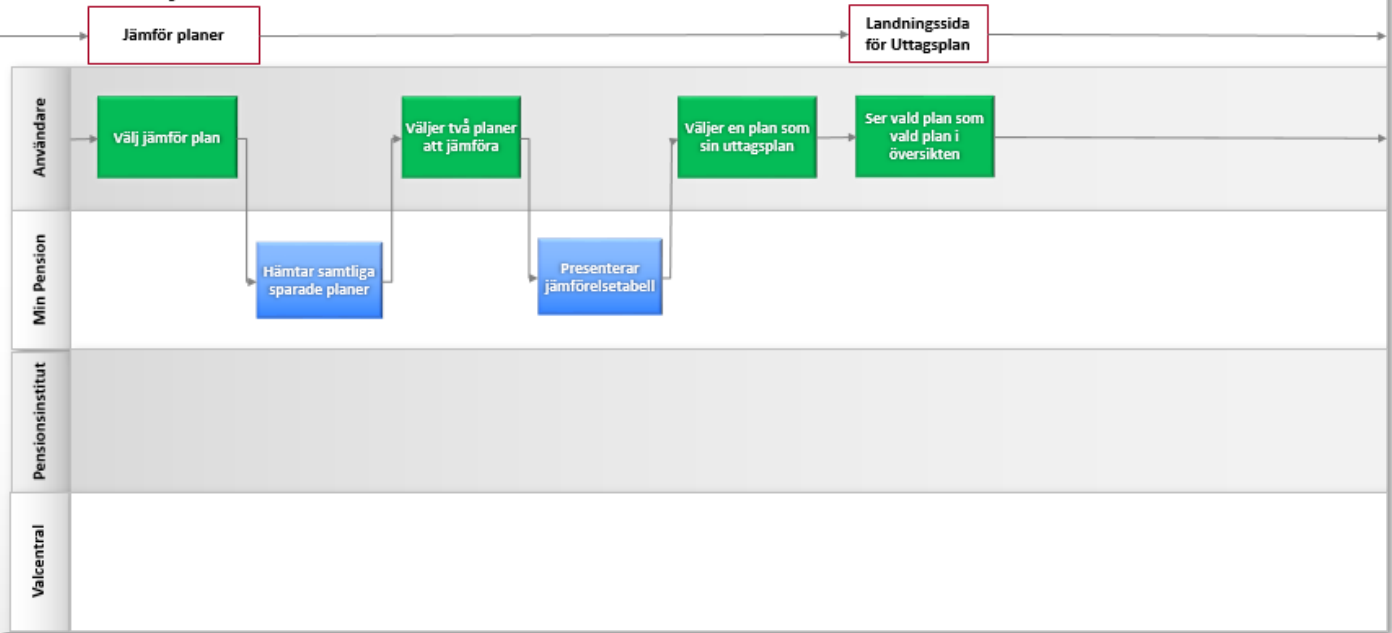 Jämför planer
Landningssida
för Uttagsplan
Användare
Välj jämför plan
Väljer två planer
att jämföra
Väljer en plan som
sin uttagsplan
Ser vald plan som
vald plan i
översikten
Min Pension
Hämtar samtliga
sparade planer
Presenterar
jämförelsetabell
Pensionsinstitut
Valcentral